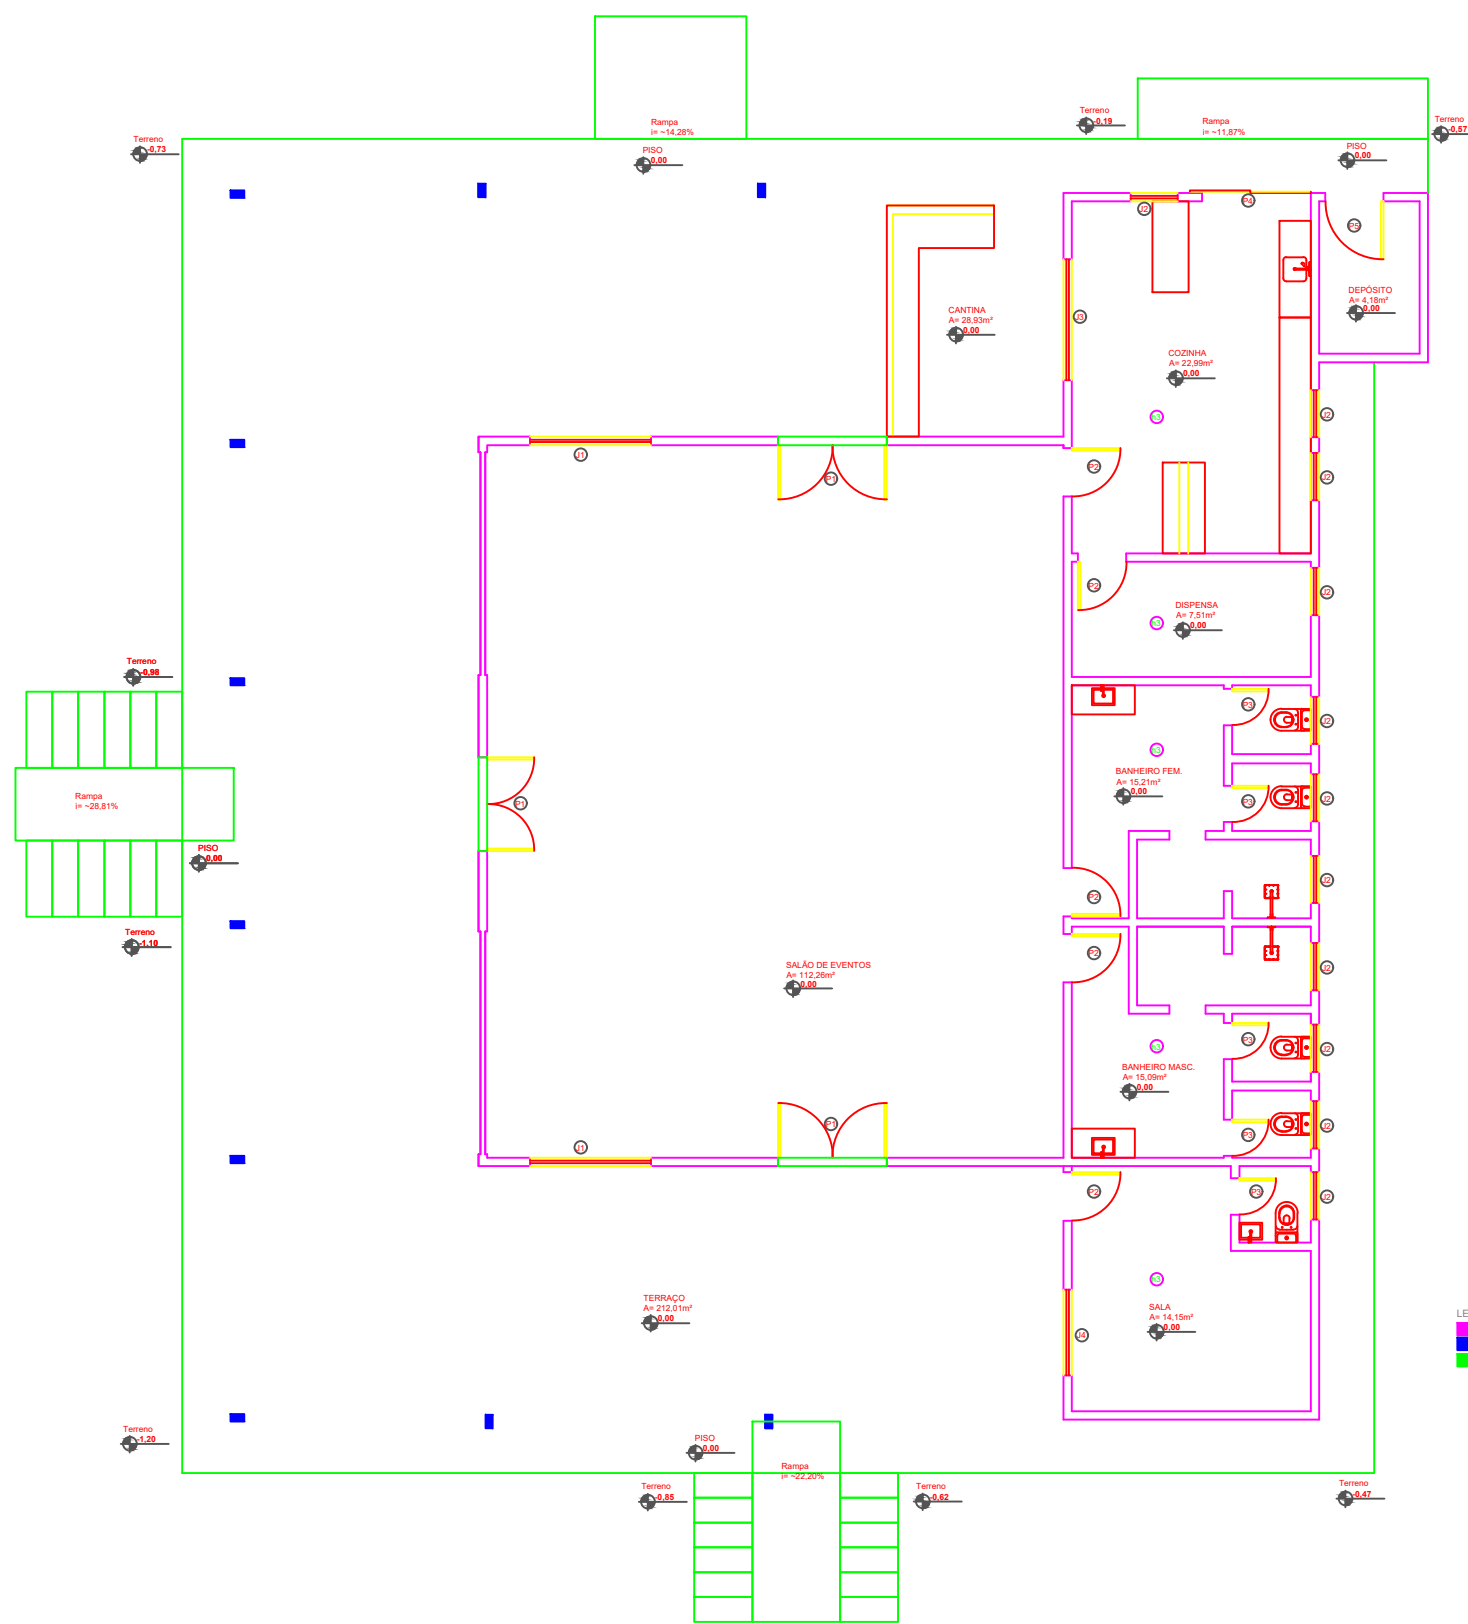 Rampa
i= ~14,28%
Terreno
-0,19
Rampa
i= ~11,87%
Terreno
-0,57
Terreno
-0,73
PISO
0,00
PISO
0,00
J2
P4
P5
DEPÓSITO
A= 4,18m²
0,00
CANTINA
A= 28,93m²
0,00
J3
COZINHA
A= 22,99m²
0,00
J2
J1
P1
P2
J2
P2
J2
DISPENSA
A= 7,51m²
0,00
Terreno
-0,98
P3
J2
BANHEIRO FEM.
A= 15,21m²
0,00
P3
J2
Rampa
i= ~28,81%
P1
PISO
0,00
J2
P2
Terreno
-1,10
P2
J2
SALÃO DE EVENTOS
A= 112,26m²
0,00
P3
J2
BANHEIRO MASC.
A= 15,09m²
0,00
P1
J2
P3
J1
P2
P3
J2
TERRAÇO
A= 212,01m²
0,00
SALA
A= 14,15m²
0,00
J4
LE
Terreno
-1,20
PISO
0,00
Rampa
i= ~22,20%
Terreno
-0,85
Terreno
-0,62
Terreno
-0,47